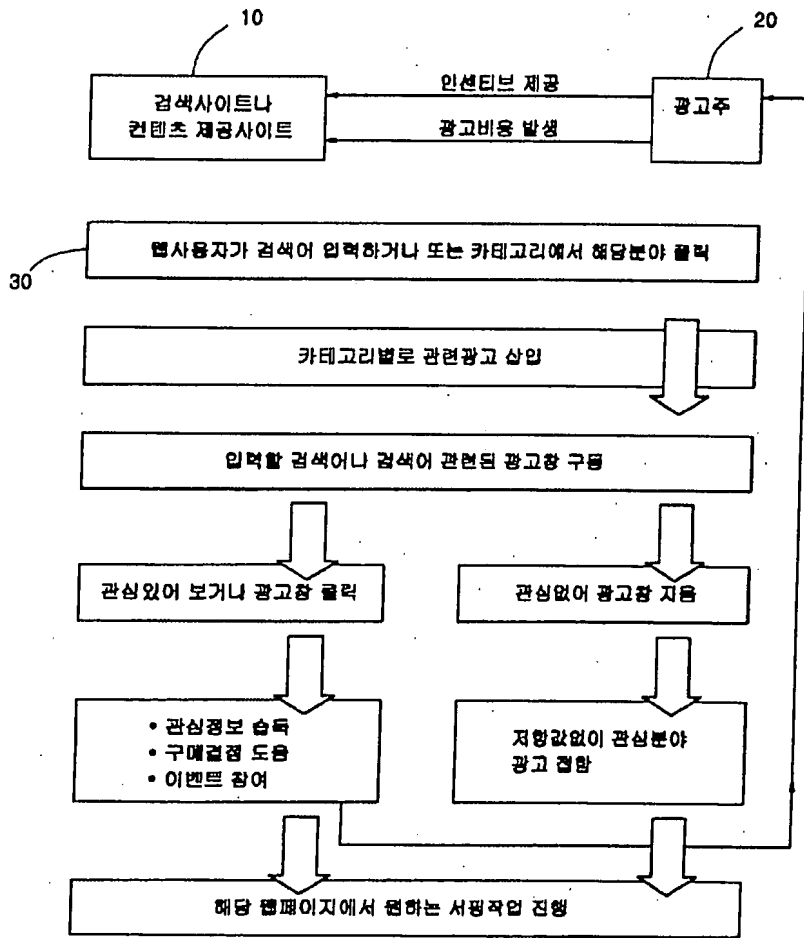 10
20
검색사이트나
컨텐츠 제공사이트
인센티브 제공
광고비용 발생
광고주
30
웹사용자가 검색어 입력하거나 또는 카테고리에서 해당분야 클릭
카테고리별로 관련광고 삽입
입력할 검색어나 검색어 관련된 광고창 구동
관심있어 보거나 광고창 클릭
관심없어 광고창 지움
• 관심정보 습득
• 구매결정 도움
• 이벤트 참여
저항값없이 관심분야
광고 접함
해당 웹페이지에서 원하는 서핑작업 진행